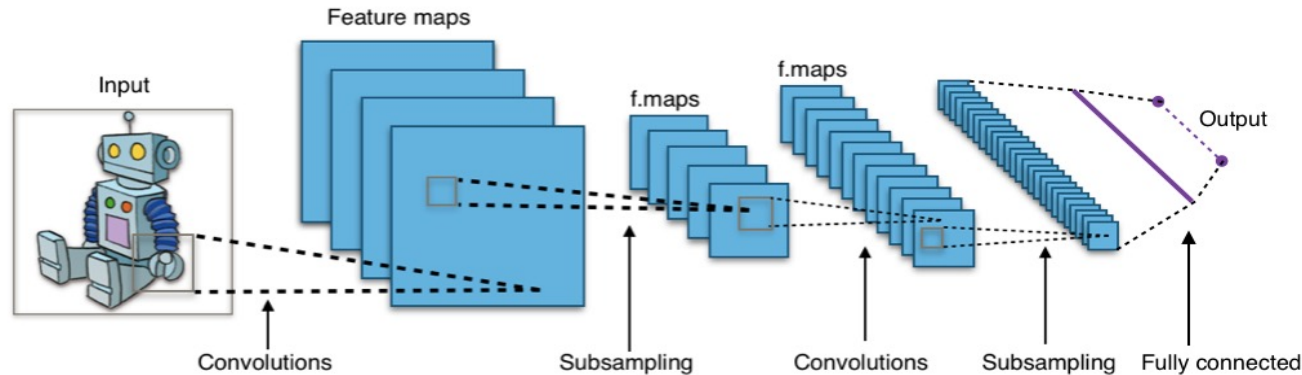 Feature maps
f.maps
Input
f.maps
Output
Convolutions
Subsampling
Convolutions
Subsampling
Fully connected